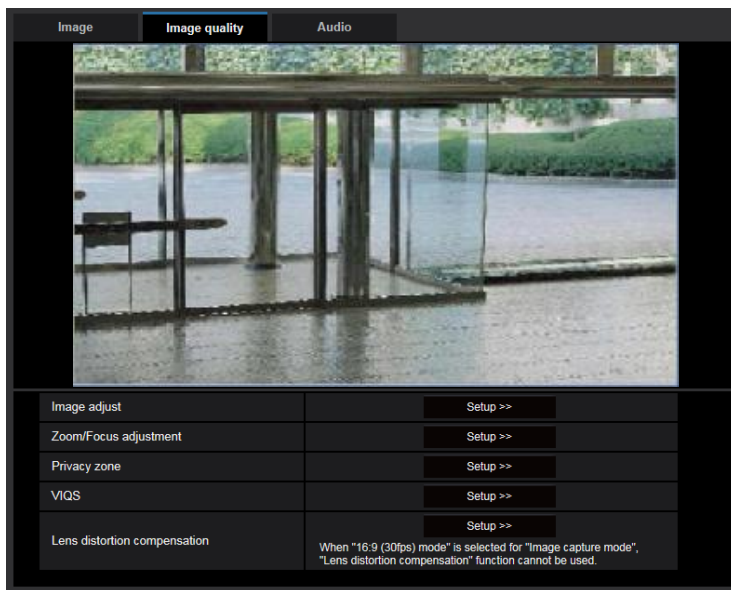 Image
Image quality
Audio
Image adjust
Setup >>
Zoom/Focus adjustment
Setup >>
Privacy zone
Setup >>
VIQS
Setup >>
Lens distortion compensation
Setup >>
When "16:9 (30fps) mode" is selected for "Image capture mode",
"Lens distortion compensation" function cannot be used.